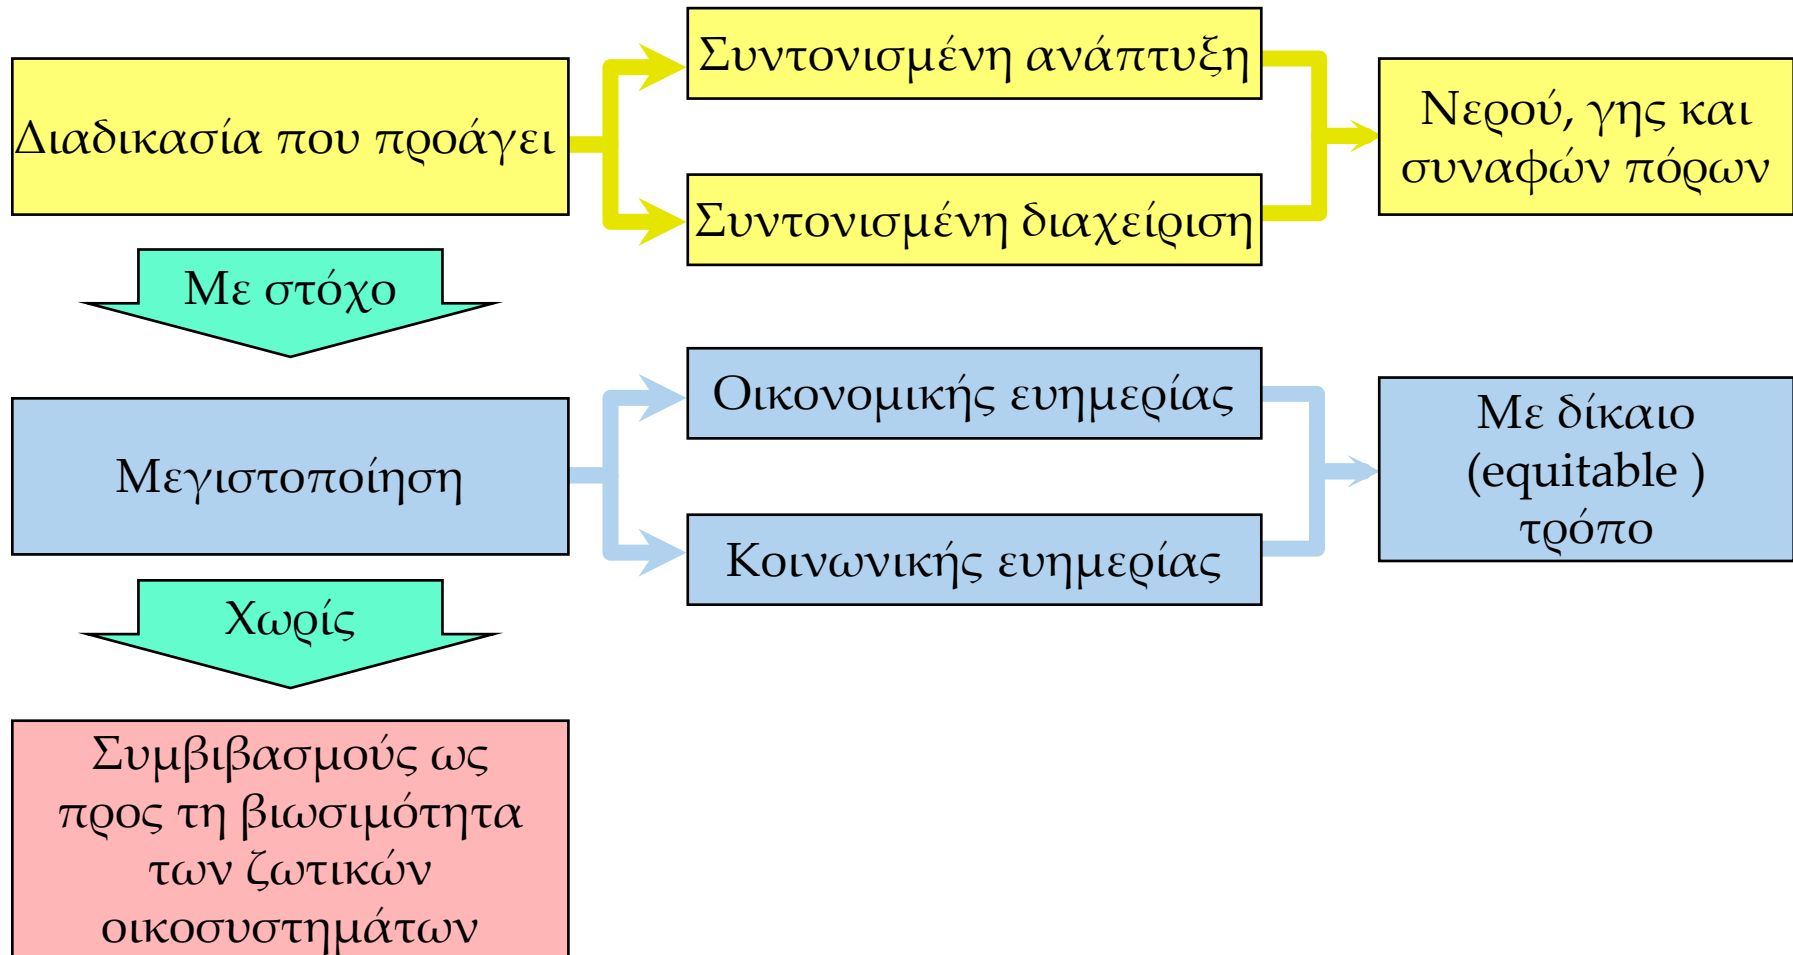 Διαδικασία που προάγει
Συντονισμένη ανάπτυξη
Συντονισμένη διαχείριση
Νερού, γης και
συναφών πόρων
Με στόχο
Μεγιστοποίηση
Οικονομικής ευημερίας
Κοινωνικής ευημερίας
Με δίκαιο
(equitable )
τρόπο
Χωρίς
Συμβιβασμούς ως
προς τη βιωσιμότητα
των ζωτικών
οικοσυστημάτων